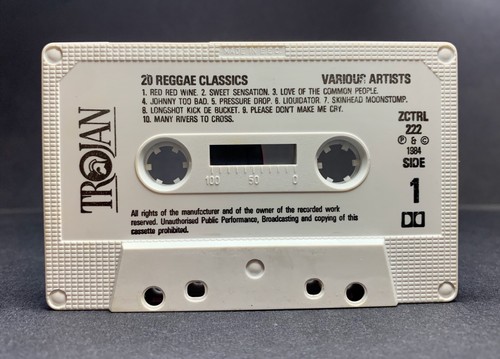 20 REGGAE CLASSICS VARIOUS ARTISTS
1. RED RED WINE. 2. SWEET SENSATION. 3. LOVE OF THE COMMON PEOPLE.
4. JOHNNY TOO BAD. 5. PRESSURE DROP. 6. LIQUIDATOR. 7. SKINHEAD MOONSTOMP.
8. LONGSHOT KICK DE BUCKET. 9. PLEASE DON'T MAKE ME CRY.
10. MANY RIVERS TO CROSS.
ZCTRL
222
Ⓟ & ©
1984
SIDE
1
TROJAN
100 50 0
All rights of the manufacturer and of the owner of the recorded work
reserved. Unauthorised Public Performance, Broadcasting and copying of this
cassette prohibited.